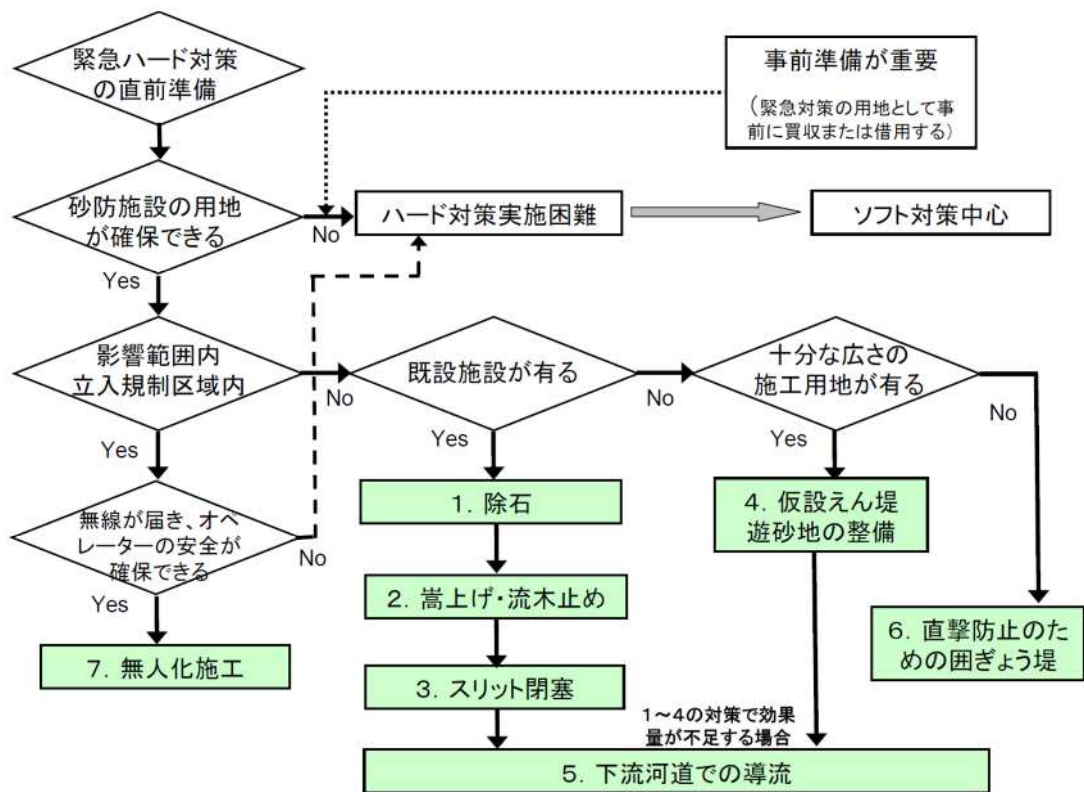 緊急ハード対策
の直前準備
事前準備が重要
(緊急対策の用地として事
前に買収または借用する)
砂防施設の用地
が確保できる
No
ハード対策実施困難
ソフト対策中心
Yes
影響範囲内
立入規制区域内
No
既設施設が有る
No
十分な広さの
施工用地が有る
No
Yes
Yes
Yes
無線が届き、オペ
レーターの安全が
確保できる
No
Yes
1. 除石
4. 仮設えん堤
遊砂地の整備
2. 嵩上げ・流木止め
6. 直撃防止のた
めの囲ぎょう堤
7. 無人化施工
3. スリット閉塞
1～4の対策で効果
量が不足する場合
5. 下流河道での導流